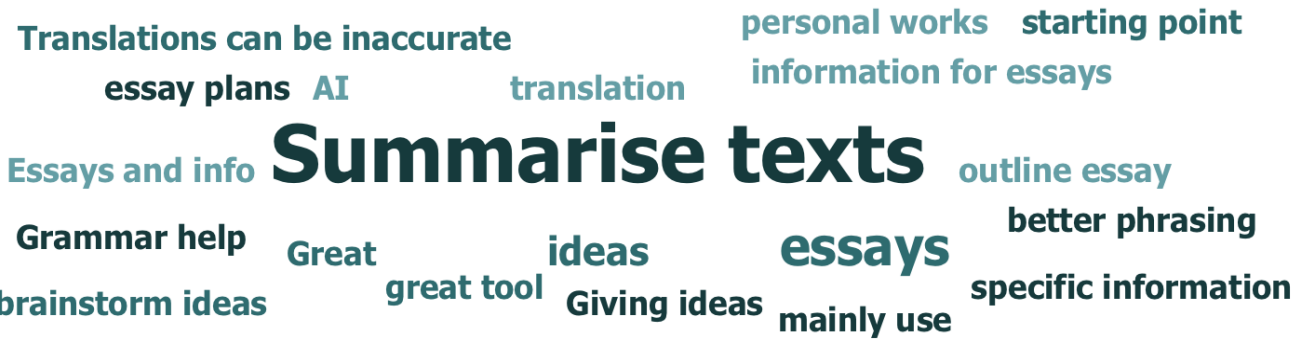 personal works starting point
Translations can be inaccurate
information for essays
essay plans AI translation
Summarise texts
Essays and info outline essay
better phrasing
Grammar help
Great ideas essays
great tool specific information
brainstorm ideas Giving ideas
mainly use